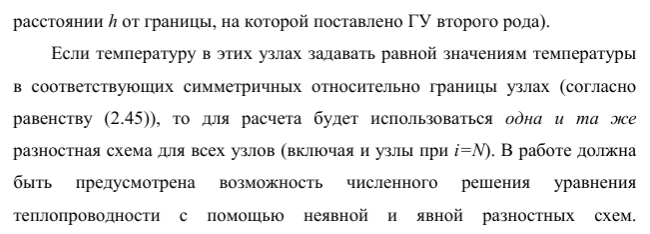 расстоянии h от границы, на которой поставлено ГУ второго рода).
Если температуру в этих узлах задавать равной значениям температуры
в соответствующих симметричных относительно границы узлах (согласно
равенству (2.45)), то для расчета будет использоваться одна и та же
разностная схема для всех узлов (включая и узлы при i=N). В работе должна
быть предусмотрена возможность численного решения уравнения
теплопроводности с помощью неявной и явной разностных схем.